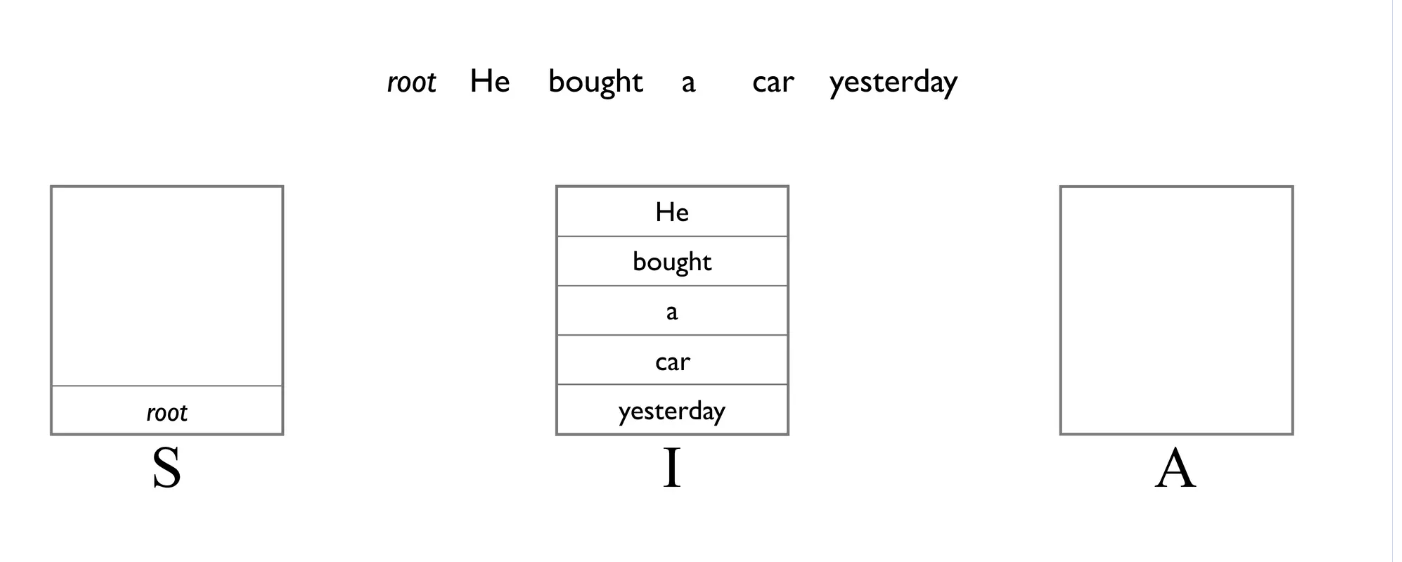 root He bought a car yesterday
He
bought
a
car
root
yesterday
S
I
A